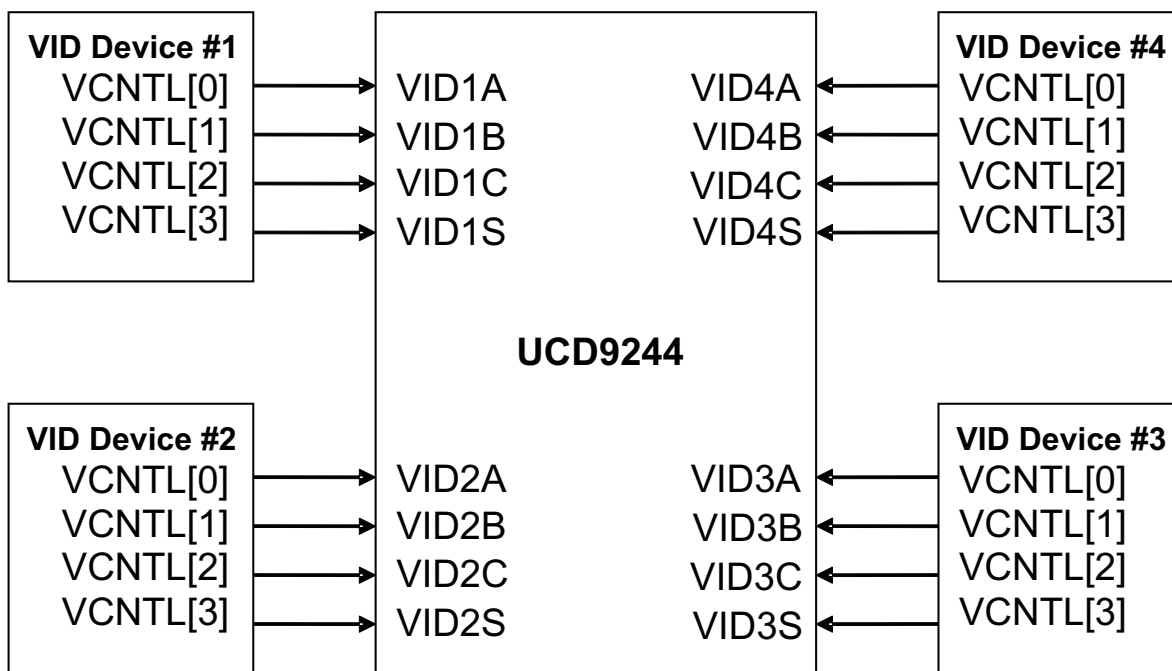 VID Device #1
VCNTL[0]
VCNTL[1]
VCNTL[2]
VCNTL[3]
VID1A
VID1B
VID1C
VID1S
VID4A
VID4B
VID4C
VID4S
VID Device #4
VCNTL[0]
VCNTL[1]
VCNTL[2]
VCNTL[3]
UCD9244
VID Device #2
VCNTL[0]
VCNTL[1]
VCNTL[2]
VCNTL[3]
VID2A
VID2B
VID2C
VID2S
VID3A
VID3B
VID3C
VID3S
VID Device #3
VCNTL[0]
VCNTL[1]
VCNTL[2]
VCNTL[3]